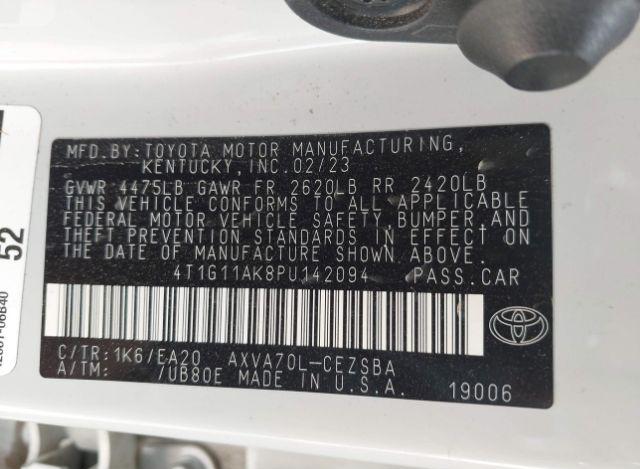 MFD.BY:TOYOTA MOTOR MANUFACTURING,
KENTUCKY,INC.02/23
GVWR 4475LB GAWR FR 2620LB RR 2420LB
THIS VEHICLE CONFORMS TO ALL APPLICABLE
FEDERAL MOTOR VEHICLE SAFETY,BUMPER,AND
THEFT PREVENTION STANDARDS IN EFFECT ON
THE DATE OF MANUFACTURE SHOWN ABOVE.
4T1G11AK8PU142094 PASS.CAR
C/TR:1K6/EA20 AXVA70L-CEZSBA
A/TM: /UB80E MADE IN U.S.A. 19006
52